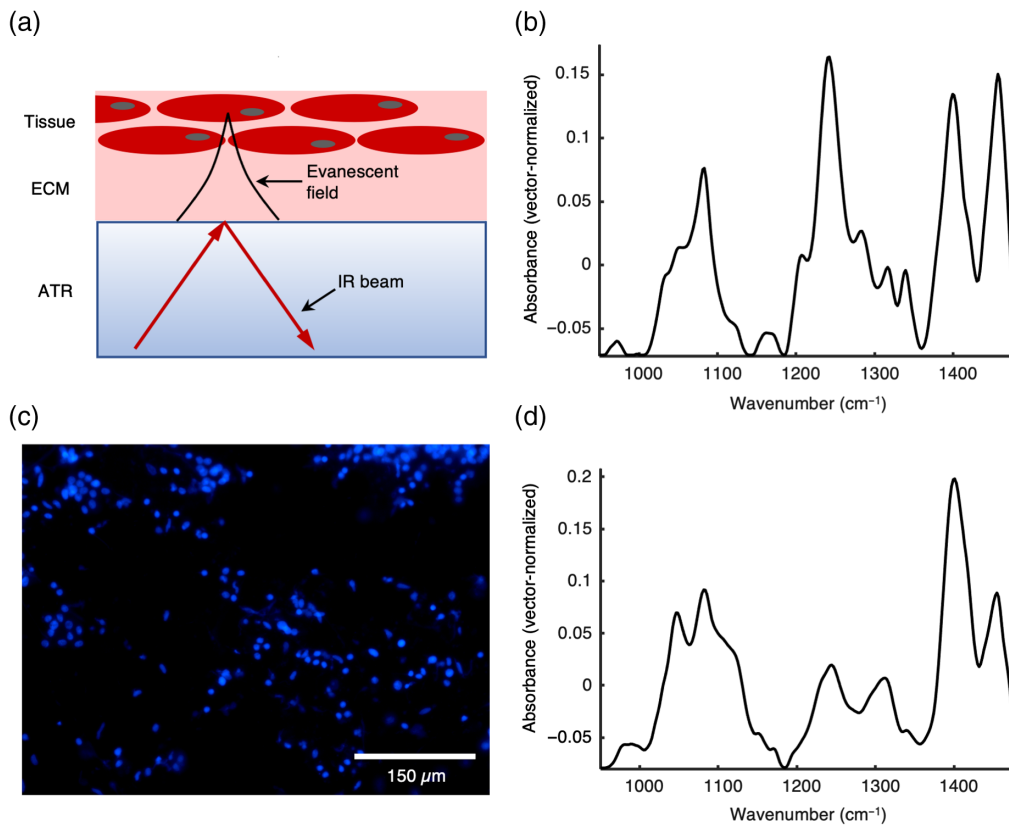 (a)
Tissue
ECM
ATR
Evanescent
field
IR beam
(b)
Absorbance (vector-normalized)
0.15
0.1
0.05
0
−0.05
1000 1100 1200 1300 1400
Wavenumber (cm⁻¹)
(c)
150 µm
(d)
Absorbance (vector-normalized)
0.2
0.15
0.1
0.05
0
−0.05
1000 1100 1200 1300 1400
Wavenumber (cm⁻¹)